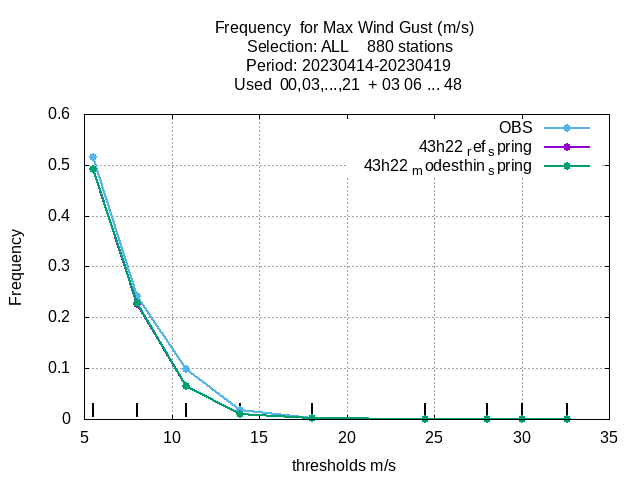 Frequency  for Max Wind Gust (m/s)
Selection: ALL    880 stations
Period: 20230414-20230419
Used  00,03,...,21  + 03 06 ... 48
OBS
43h22 ref spring
43h22 modesthin spring
0.6
0.5
0.4
0.3
0.2
0.1
0
Frequency
5 10 15 20 25 30 35
thresholds m/s